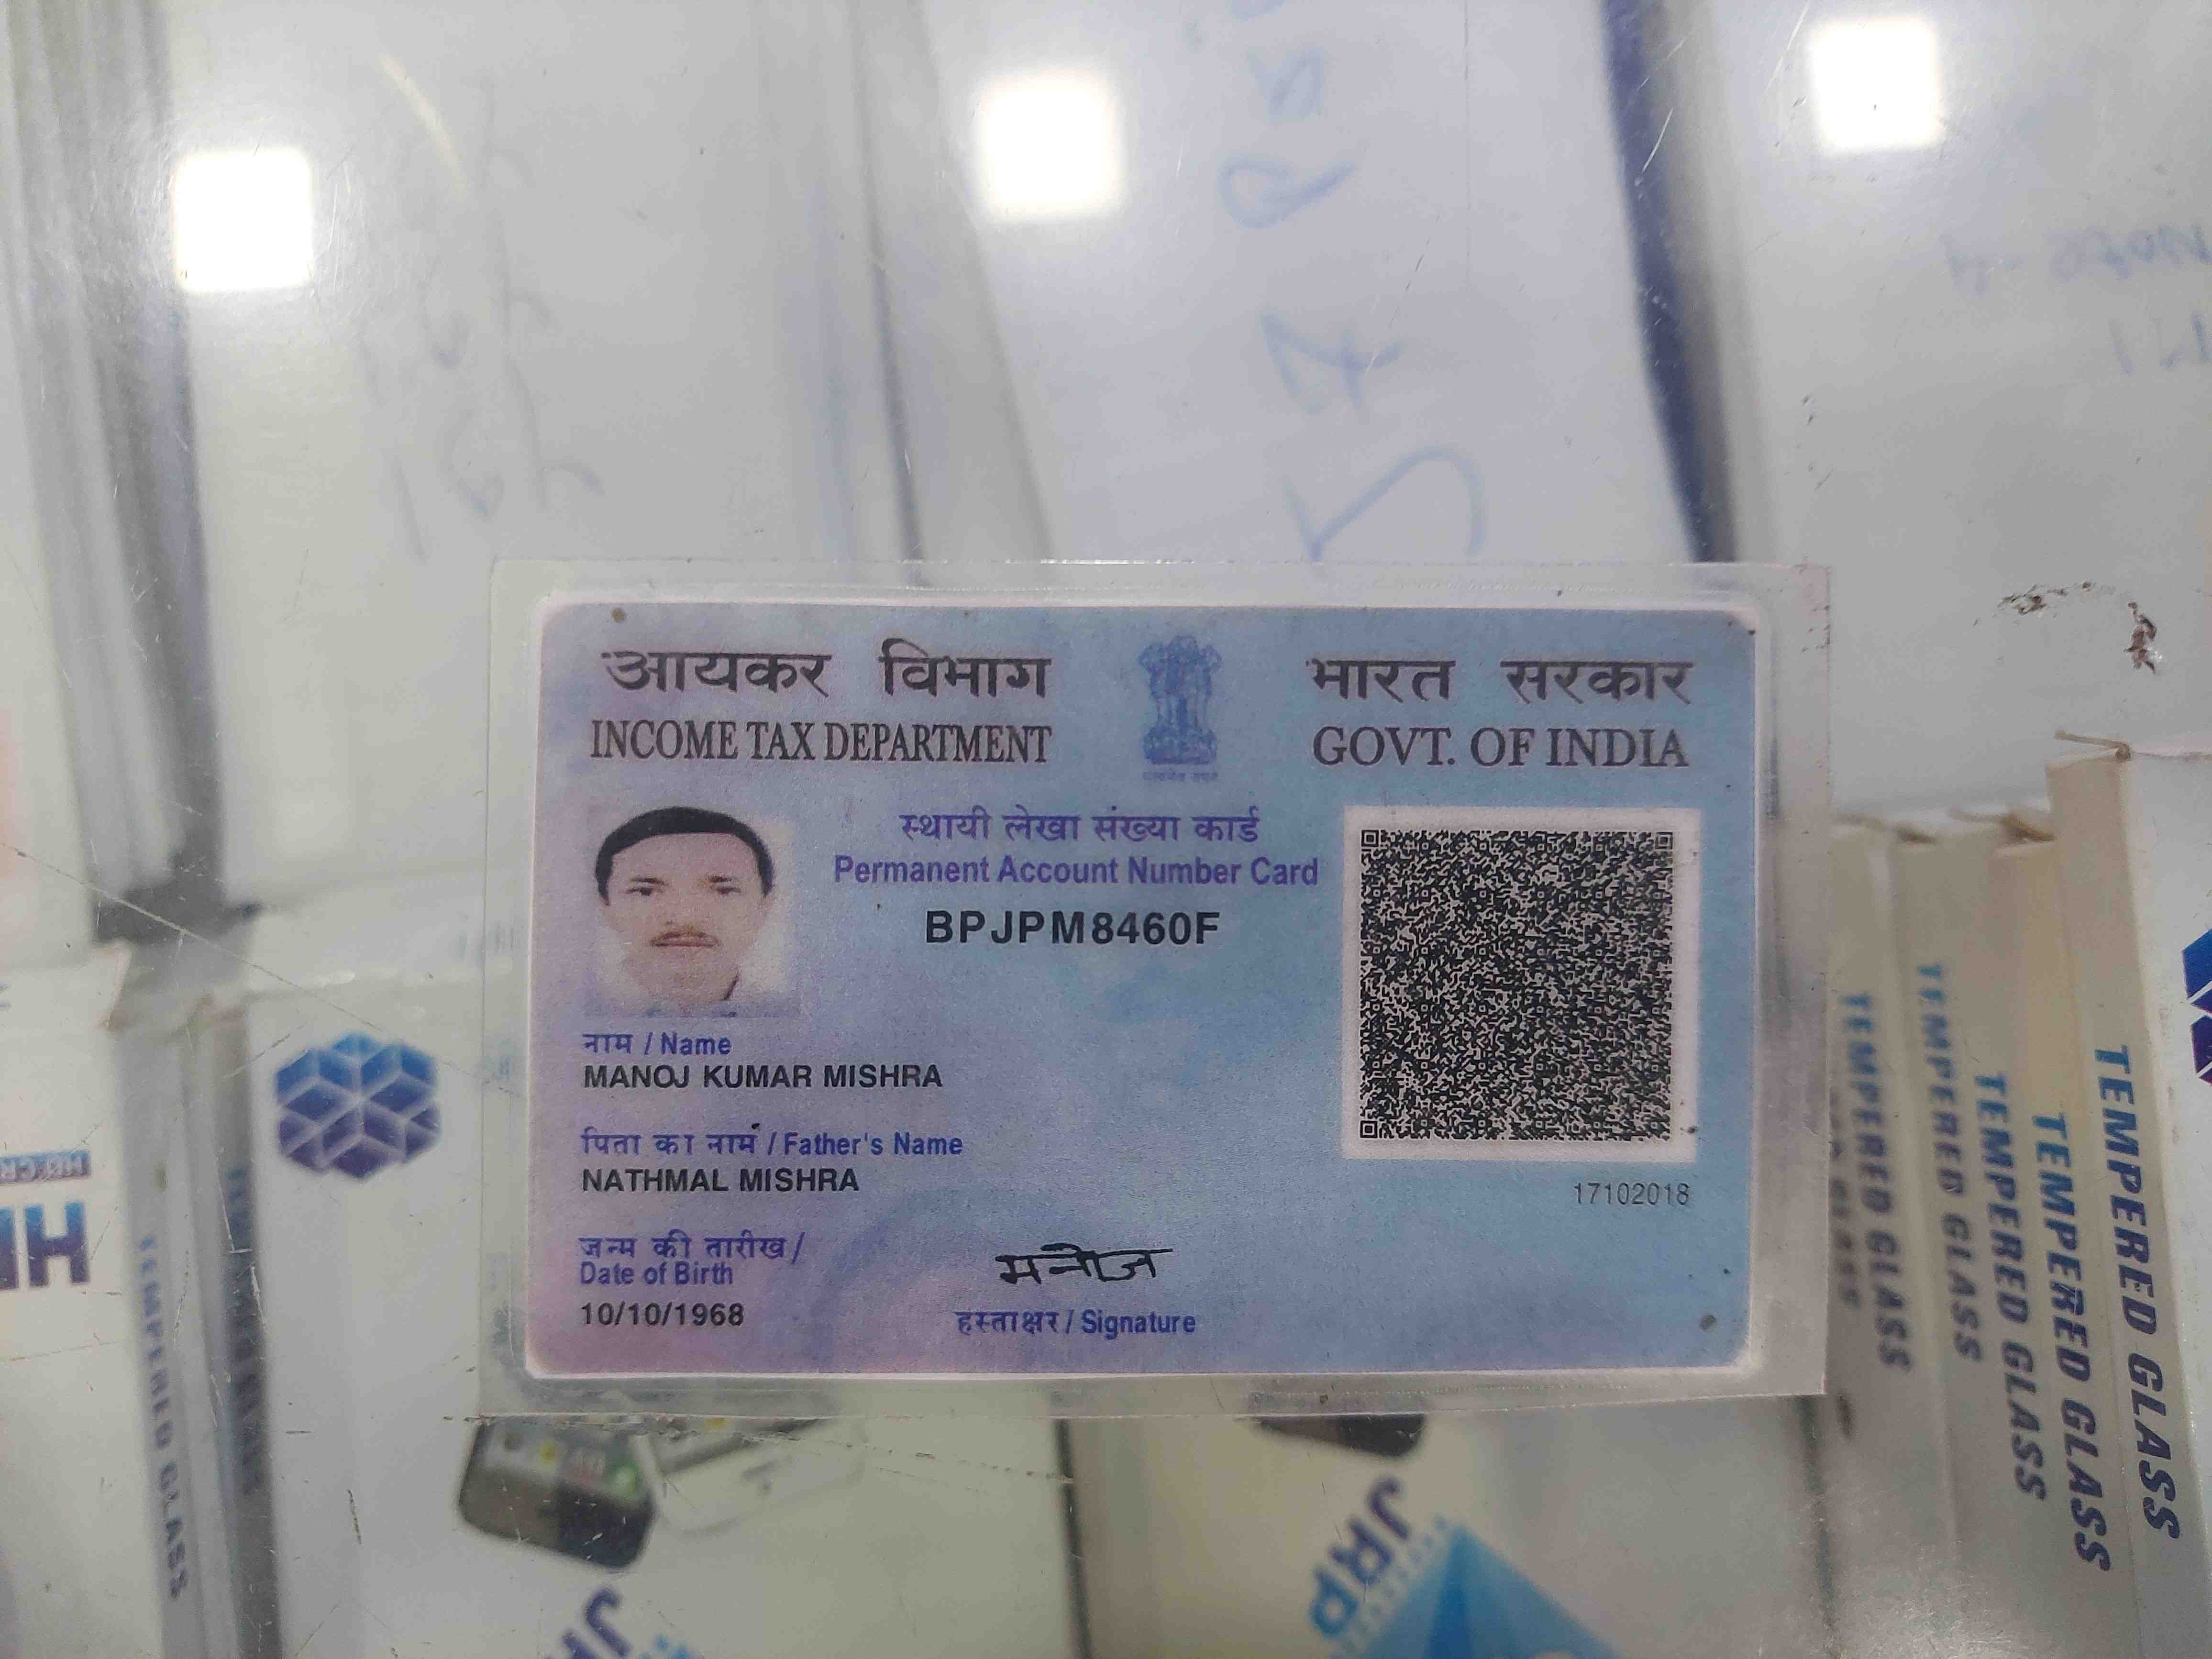 आयकर विभाग
INCOME TAX DEPARTMENT
भारत सरकार
GOVT. OF INDIA
स्थायी लेखा संख्या कार्ड
Permanent Account Number Card
BPJPM8460F
नाम / Name
MANOJ KUMAR MISHRA
पिता का नाम / Father's Name
NATHMAL MISHRA
17102018
जन्म की तारीख /
Date of Birth
10/10/1968
मनोज
हस्ताक्षर / Signature
TEMPERED GLASS
TEMPERED GLASS
TEMPERED GLASS
TEMPERED GLASS
TEMPERED GLASS
TEMPERED GLASS
JRP